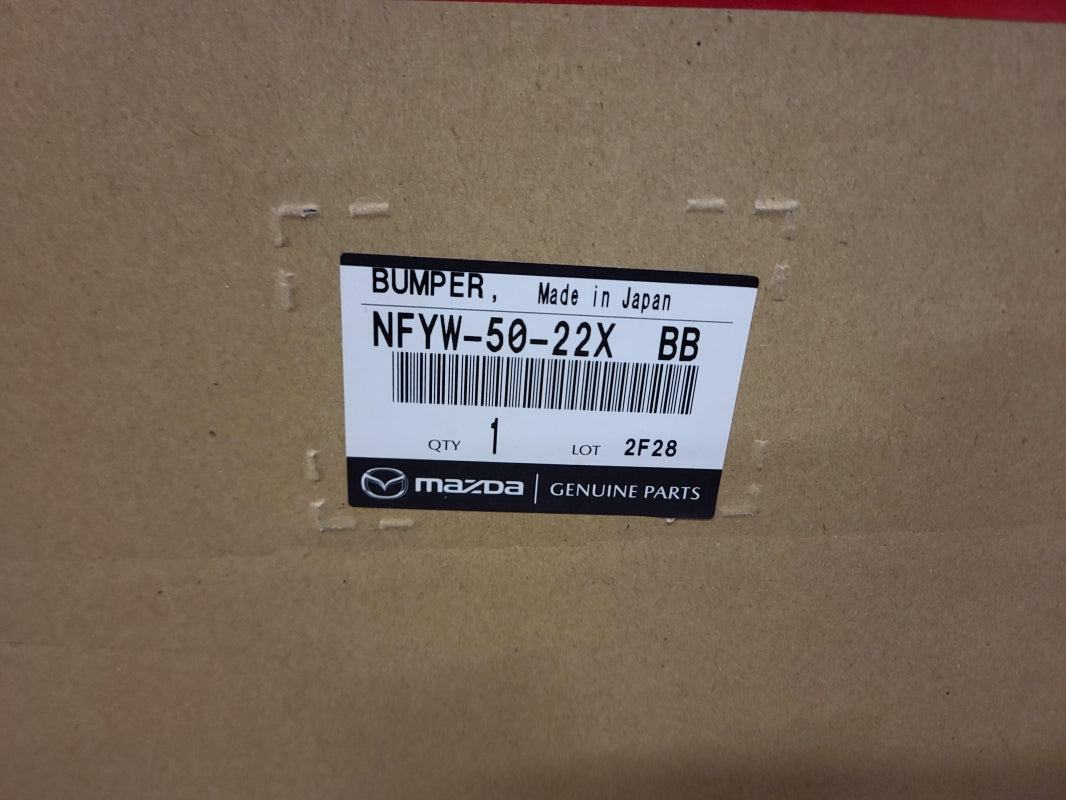 BUMPER, Made in Japan
NFYW-50-22X BB
QTY 1 LOT 2F28
mazda GENUINE PARTS